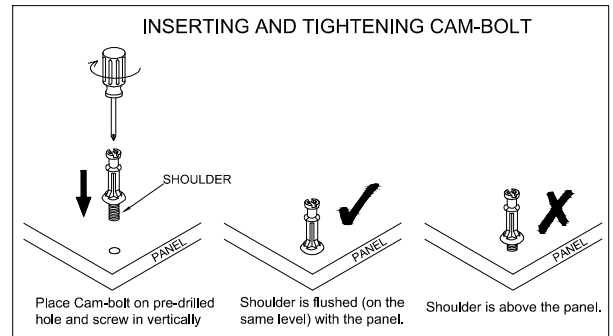 INSERTING AND TIGHTENING CAM-BOLT
SHOULDER
PANEL
Place Cam-bolt on pre-drilled
hole and screw in vertically
PANEL
Shoulder is flushed (on the
same level) with the panel.
PANEL
Shoulder is above the panel.